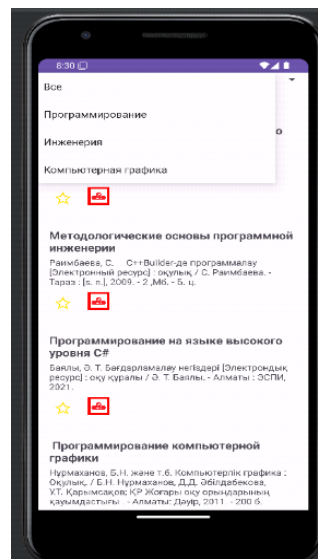 8:30
Все
Программирование
Инженерия
Компьютерная графика
Методологические основы программной
инженерии
Раимбаева, С. C++Builder-де программалау
[Электронный ресурс] : оқулық / С. Раимбаева. -
Тараз : [s. n.], 2009. - 2 ,Мб. - Б. ц.
Программирование на языке высокого
уровня C#
Баялы, Ә. Т. Бағдарламалау негіздері [Электрондық
ресурс] : оқу құралы / Ә. Т. Баялы. - Алматы : ЭСПИ,
2021.
Программирование компьютерной
графики
Нұрмаханов, Б.Н. және т.б. Компьютерлік графика :
Оқулық. / Б.Н. Нұрмаханов, Д.Д. Әбілдабекова,
У.Т. Қарымсақов; ҚР Жоғары оқу орындарының
қауымдастығы . - Алматы: Дәуір, 2011. - 200 б.